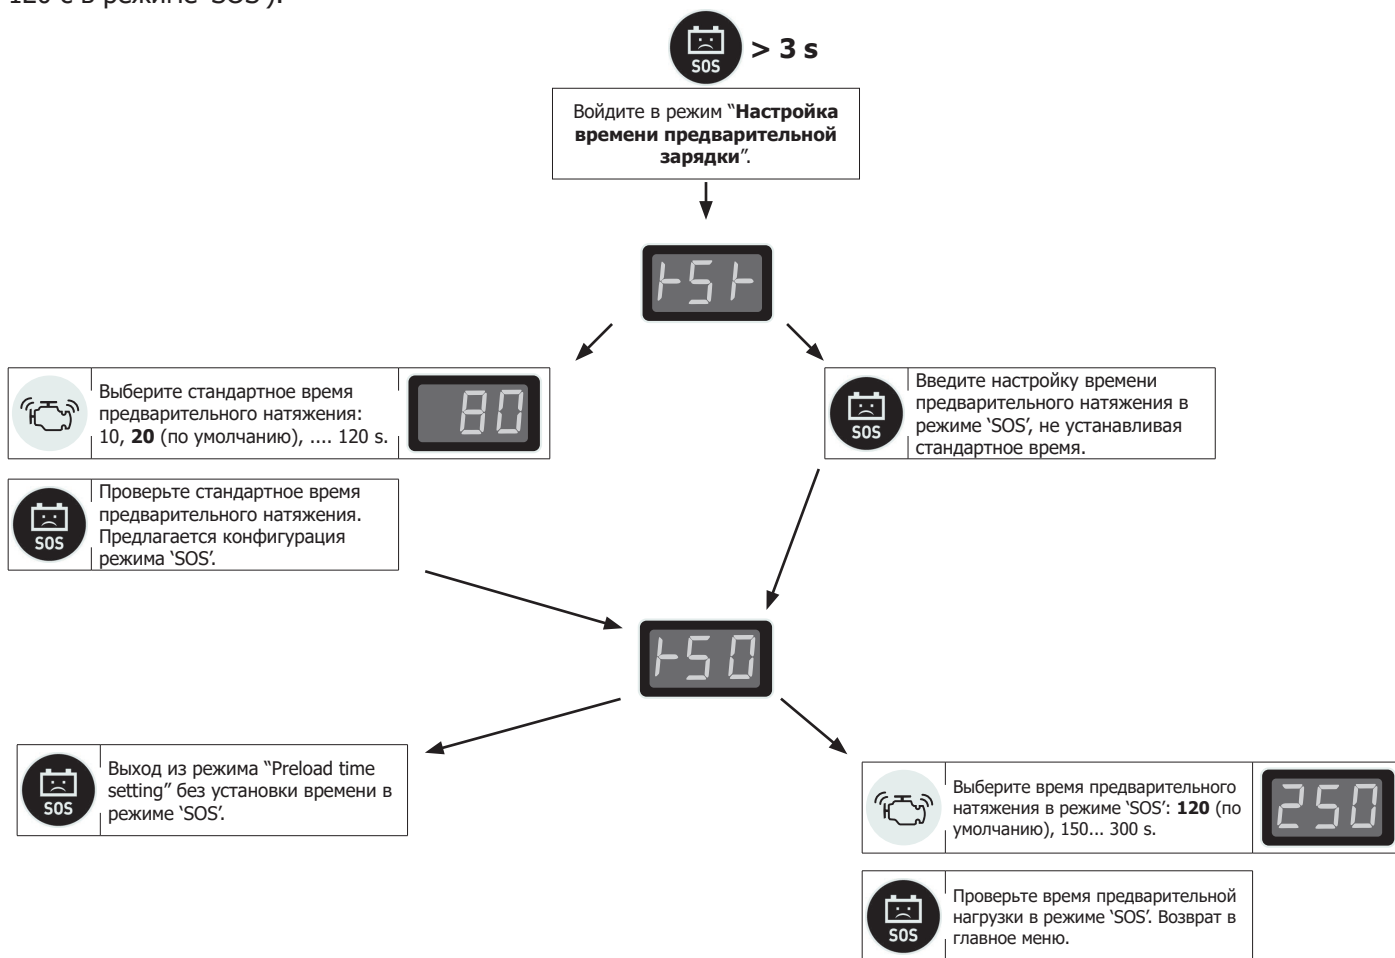 120 с в режиме ‘SOS’).
SOS
> 3 s
Войдите в режим “Настройка
времени предварительной
зарядки”.
tSt
Выберите стандартное время
предварительного натяжения:
10, 20 (по умолчанию), .... 120 s.
80
SOS
Введите настройку времени
предварительного натяжения в
режиме ‘SOS’, не устанавливая
стандартное время.
SOS
Проверьте стандартное время
предварительного натяжения.
Предлагается конфигурация
режима ‘SOS’.
tSO
SOS
Выход из режима “Preload time
setting” без установки времени в
режиме ‘SOS’.
Выберите время предварительного
натяжения в режиме ‘SOS’: 120 (по
умолчанию), 150... 300 s.
250
SOS
Проверьте время предварительной
нагрузки в режиме ‘SOS’. Возврат в
главное меню.